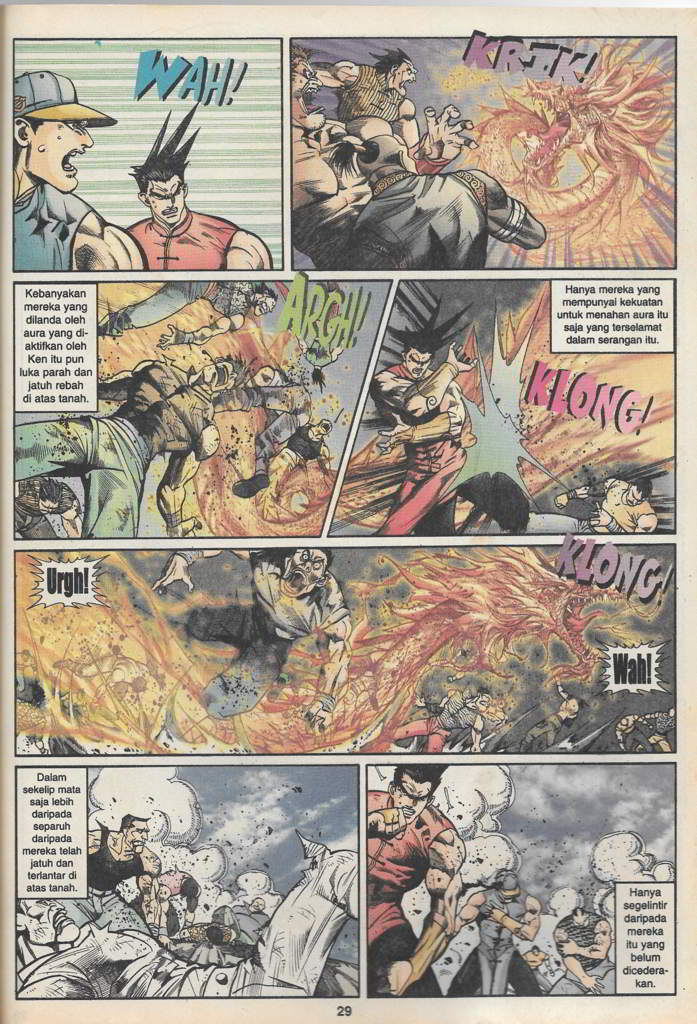 WAH!
KRIK!
Kebanyakan
mereka yang
dilanda oleh
aura yang di-
aktifkan oleh
Ken itu pun
luka parah dan
jatuh rebah
di atas tanah.
ARGH!
Hanya mereka yang
mempunyai kekuatan
untuk menahan aura itu
saja yang terselamat
dalam serangan itu.
KLONG!
Urgh!
KLONG!
Wah!
Dalam
sekelip mata
saja lebih
daripada
separuh
daripada
mereka telah
jatuh dan
terlantar di
atas tanah.
Hanya
segelintir
daripada
mereka
itu yang
belum
dicedera-
kan.
29